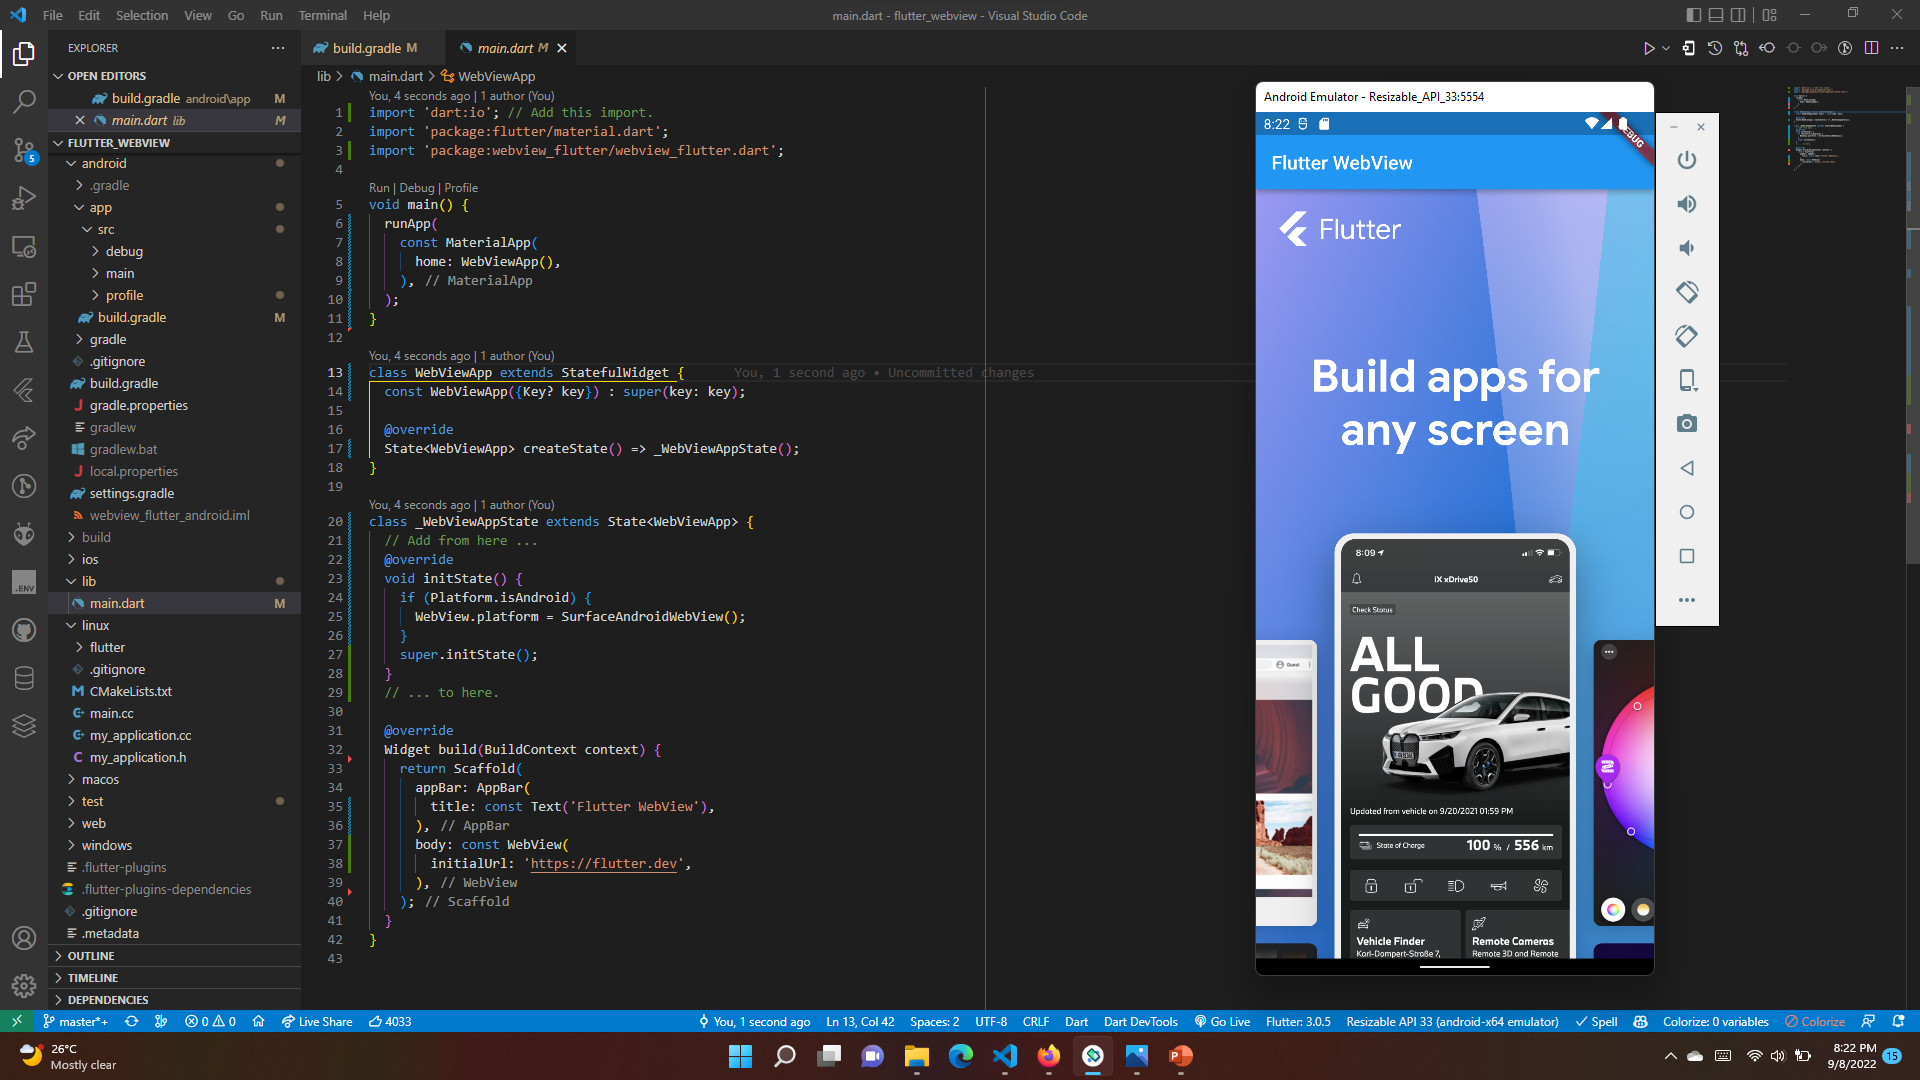 File Edit Selection View Go Run Terminal Help
main.dart - flutter_webview - Visual Studio Code
EXPLORER
OPEN EDITORS
build.gradle android\app M
main.dart lib M
FLUTTER_WEBVIEW
android
.gradle
app
src
debug
main
profile
build.gradle M
gradle
.gitignore
build.gradle
gradle.properties
gradlew
gradlew.bat
local.properties
settings.gradle
webview_flutter_android.iml
build
ios
lib
main.dart M
linux
flutter
.gitignore
CMakeLists.txt
main.cc
my_application.cc
my_application.h
macos
test
web
windows
.flutter-plugins
.flutter-plugins-dependencies
.gitignore
.metadata
OUTLINE
TIMELINE
DEPENDENCIES
5
.ENV
build.gradle M
main.dart M
lib > main.dart > WebViewApp
You, 4 seconds ago | 1 author (You)
1 import 'dart:io'; // Add this import.
2 import 'package:flutter/material.dart';
3 import 'package:webview_flutter/webview_flutter.dart';
4
Run | Debug | Profile
5 void main() {
6 runApp(
7 const MaterialApp(
8 home: WebViewApp(),
9 ), // MaterialApp
10 );
11 }
12
You, 4 seconds ago | 1 author (You)
13 class WebViewApp extends StatefulWidget { You, 1 second ago • Uncommitted changes
14 const WebViewApp({Key? key}) : super(key: key);
15
16 @override
17 State<WebViewApp> createState() => _WebViewAppState();
18 }
19
You, 4 seconds ago | 1 author (You)
20 class _WebViewAppState extends State<WebViewApp> {
21 // Add from here ...
22 @override
23 void initState() {
24 if (Platform.isAndroid) {
25 WebView.platform = SurfaceAndroidWebView();
26 }
27 super.initState();
28 }
29 // ... to here.
30
31 @override
32 Widget build(BuildContext context) {
33 return Scaffold(
34 appBar: AppBar(
35 title: const Text('Flutter WebView'),
36 ), // AppBar
37 body: const WebView(
38 initialUrl: 'https://flutter.dev',
39 ), // WebView
40 ); // Scaffold
41 }
42 }
43
Android Emulator - Resizable_API_33:5554
8:22
DEBUG
Flutter WebView
Flutter
Build apps for
any screen
8:09
iX xDrive50
Check Status
ALL
GOOD
Updated from vehicle on 9/20/2021 01:59 PM
State of Charge 100 % / 556 km
Vehicle Finder
Karl-Dompert-Straße 7,
Remote Cameras
Remote 3D and Remote
Guest
master*+ 0 0 Live Share 4033
You, 1 second ago Ln 13, Col 42 Spaces: 2 UTF-8 CRLF Dart Dart DevTools Go Live Flutter: 3.0.5 Resizable API 33 (android-x64 emulator) Spell Colorize: 0 variables Colorize
26°C
Mostly clear
8:22 PM
9/8/2022
15